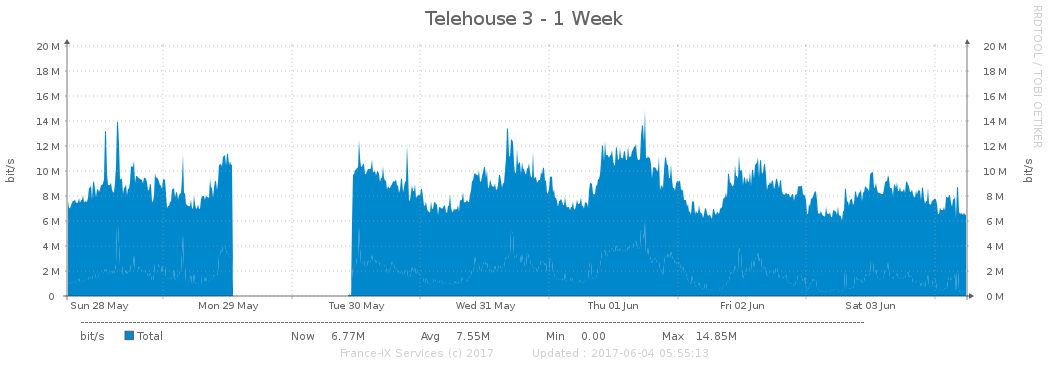 Telehouse 3 - 1 Week
RRDTOOL / TOBI OETIKER
bit/s
20 M 20 M
18 M 18 M
16 M 16 M
14 M 14 M
12 M 12 M
10 M 10 M
8 M 8 M
6 M 6 M
4 M 4 M
2 M 2 M
0 0 M
bit/s
Sun 28 May Mon 29 May Tue 30 May Wed 31 May Thu 01 Jun Fri 02 Jun Sat 03 Jun
bit/s Total Now 6.77M Avg 7.55M Min 0.00 Max 14.85M
France-IX Services (c) 2017 Updated : 2017-06-04 05:55:13